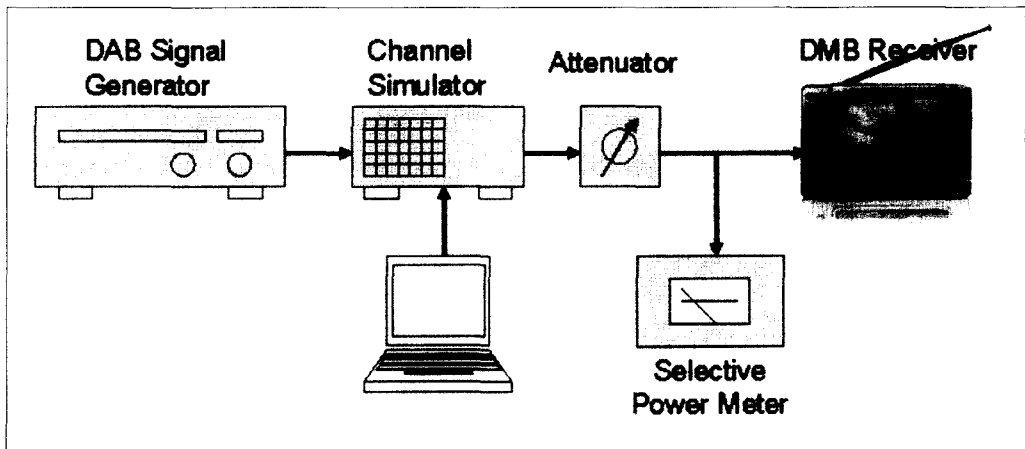 DAB Signal
Generator
Channel
Simulator
Attenuator
DMB Receiver
Selective
Power Meter